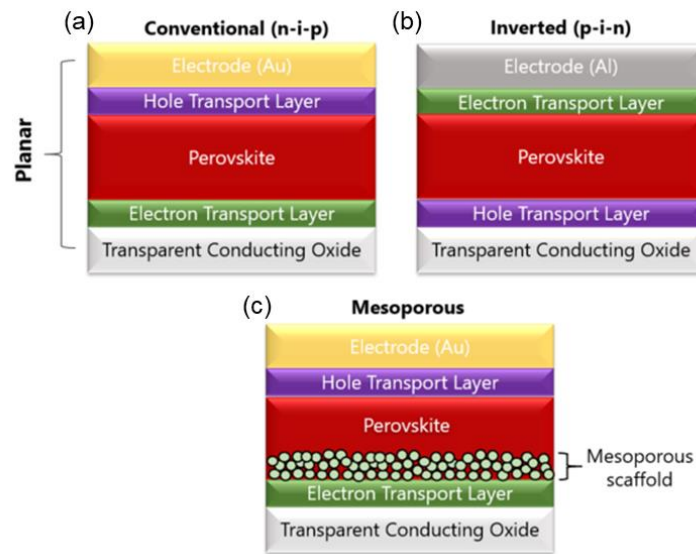 (a)
Conventional (n-i-p)
Electrode (Au)
Hole Transport Layer
Perovskite
Electron Transport Layer
Transparent Conducting Oxide
Planar
(b)
Inverted (p-i-n)
Electrode (Al)
Electron Transport Layer
Perovskite
Hole Transport Layer
Transparent Conducting Oxide
(c)
Mesoporous
Electrode (Au)
Hole Transport Layer
Perovskite
Electron Transport Layer
Transparent Conducting Oxide
Mesoporous
scaffold